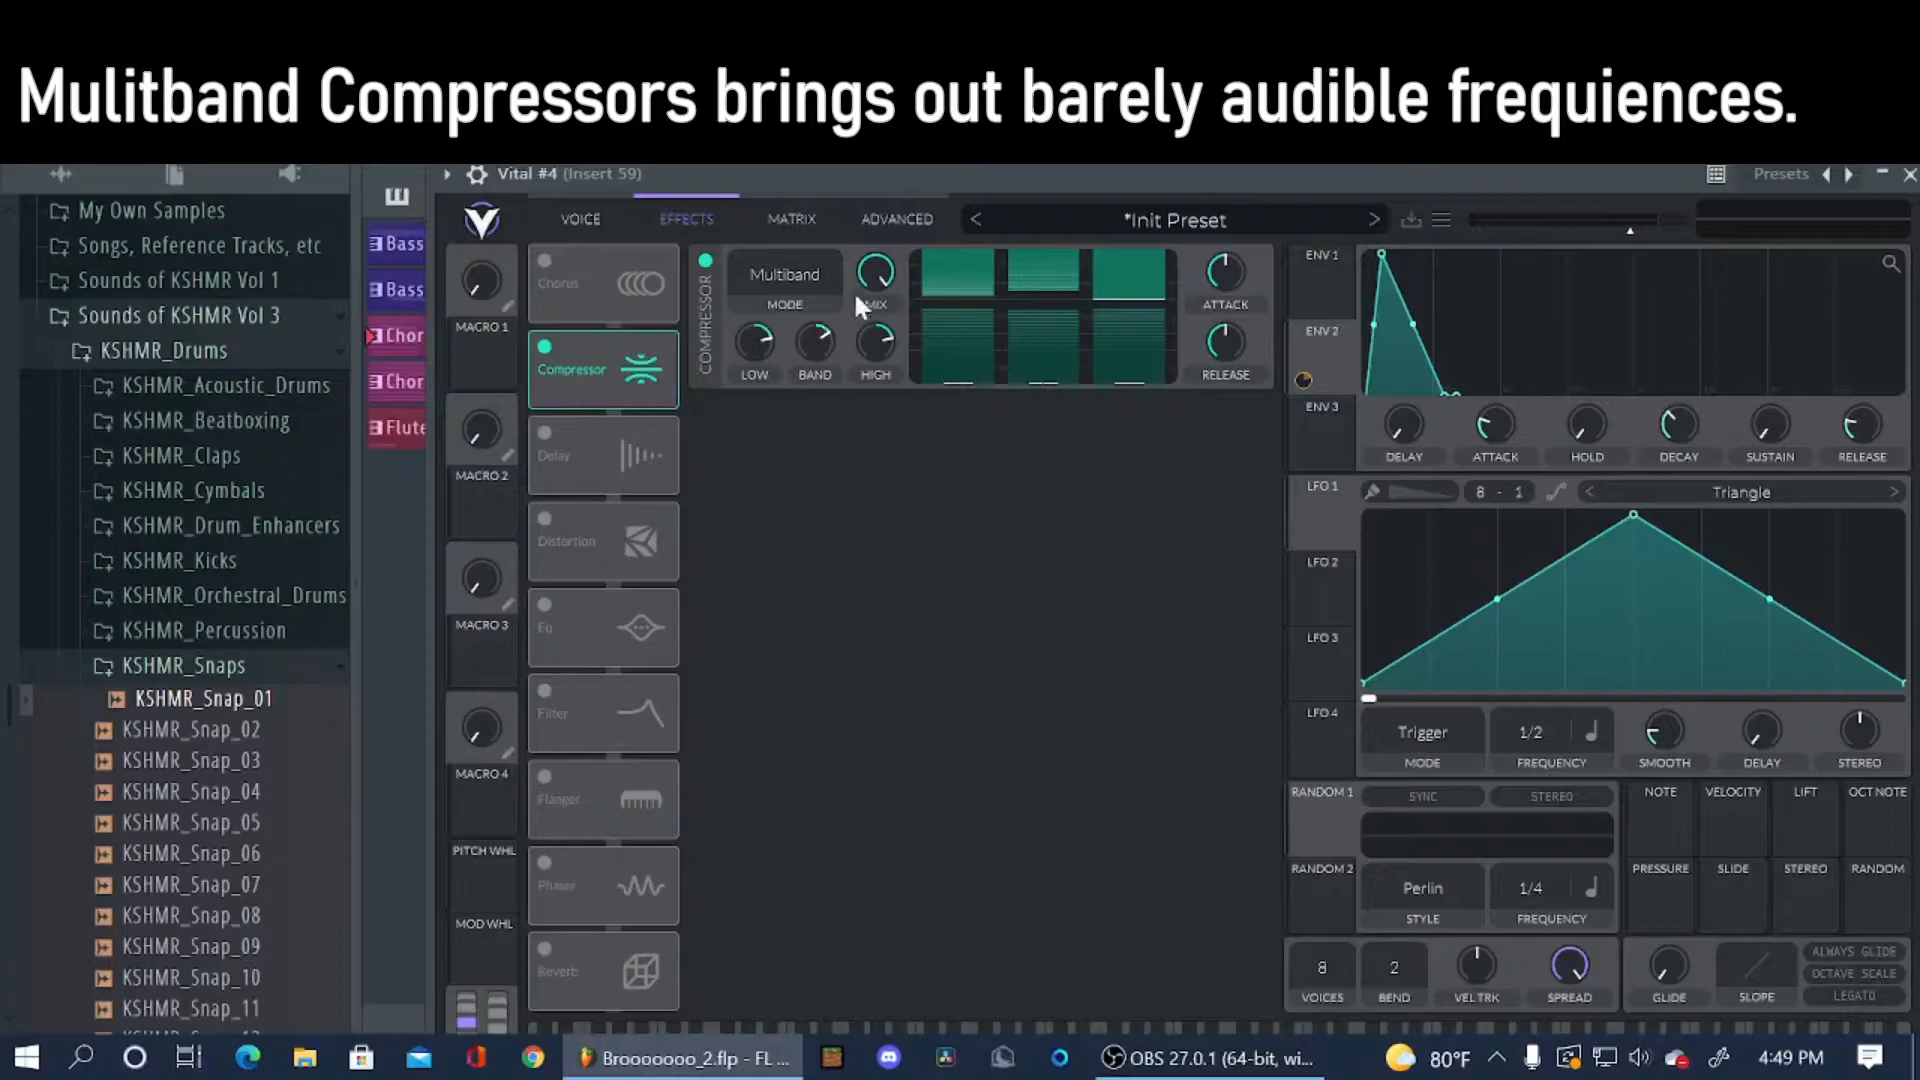 Mulitband Compressors brings out barely audible frequiences.
Vital #4 (Insert 59)
Presets
My Own Samples
Songs, Reference Tracks, etc
Sounds of KSHMR Vol 1
Sounds of KSHMR Vol 3
KSHMR_Drums
KSHMR_Acoustic_Drums
KSHMR_Beatboxing
KSHMR_Claps
KSHMR_Cymbals
KSHMR_Drum_Enhancers
KSHMR_Kicks
KSHMR_Orchestral_Drums
KSHMR_Percussion
KSHMR_Snaps
KSHMR_Snap_01
KSHMR_Snap_02
KSHMR_Snap_03
KSHMR_Snap_04
KSHMR_Snap_05
KSHMR_Snap_06
KSHMR_Snap_07
KSHMR_Snap_08
KSHMR_Snap_09
KSHMR_Snap_10
KSHMR_Snap_11
Bass
Bass
Chor
Chor
Flute
VOICE EFFECTS MATRIX ADVANCED
< *Init Preset >
MACRO 1
MACRO 2
MACRO 3
MACRO 4
PITCH WHL
MOD WHL
Chorus
Compressor
Delay
Distortion
Eq
Filter
Flanger
Phaser
Reverb
COMPRESSOR
Multiband
MODE MIX
LOW BAND HIGH
ATTACK
RELEASE
ENV 1
ENV 2
ENV 3
DELAY ATTACK HOLD DECAY SUSTAIN RELEASE
LFO 1
LFO 2
LFO 3
LFO 4
8 - 1 < Triangle >
Trigger 1/2
MODE FREQUENCY SMOOTH DELAY STEREO
RANDOM 1
RANDOM 2
SYNC STEREO
Perlin 1/4
STYLE FREQUENCY
NOTE VELOCITY LIFT OCT NOTE
PRESSURE SLIDE STEREO RANDOM
8 2
VOICES BEND VEL TRK SPREAD
GLIDE SLOPE
ALWAYS GLIDE
OCTAVE SCALE
LEGATO
Brooooooo_2.flp - FL ...
OBS 27.0.1 (64-bit, wi...
80°F
4:49 PM